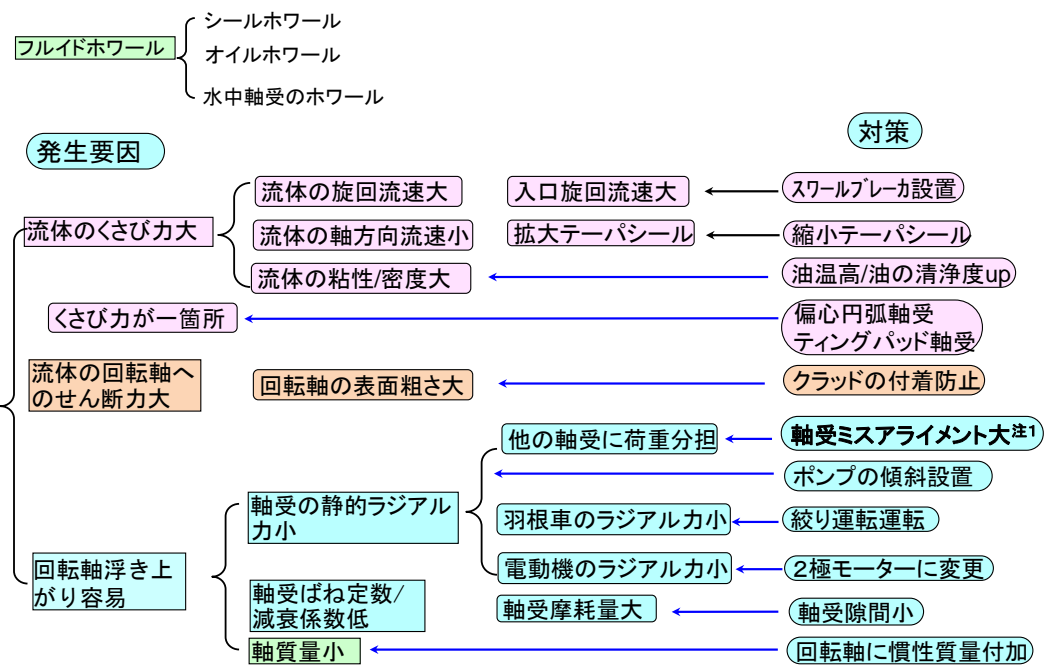 シールホワール
フルイドホワール
オイルホワール
水中軸受のホワール
対策
発生要因
流体の旋回流速大
入口旋回流速大
スワールブレーカ設置
流体のくさび力大
流体の軸方向流速小
拡大テーパシール
縮小テーパシール
流体の粘性/密度大
油温高/油の清浄度up
くさび力が一箇所
偏心円弧軸受
ティングパッド軸受
流体の回転軸へ
のせん断力大
回転軸の表面粗さ大
クラッドの付着防止
他の軸受に荷重分担
軸受ミスアライメント大注1
ポンプの傾斜設置
軸受の静的ラジアル
力小
羽根車のラジアル力小
絞り運転運転
回転軸浮き上
がり容易
電動機のラジアル力小
2極モーターに変更
軸受ばね定数/
減衰係数低
軸受摩耗量大
軸受隙間小
軸質量小
回転軸に慣性質量付加